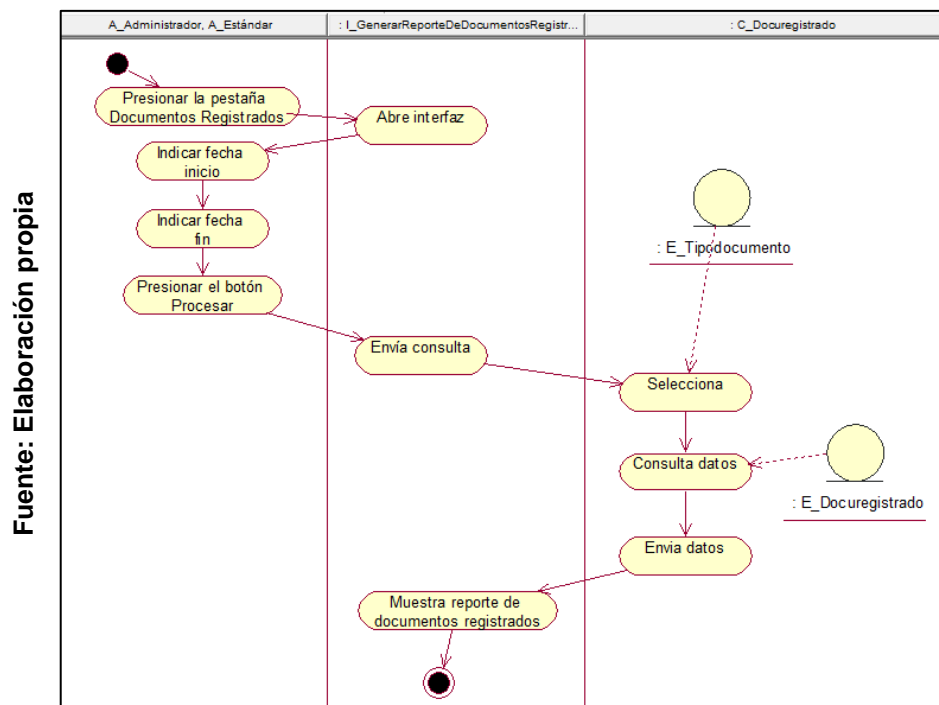 A_Administrador, A_Estándar
: I_GenerarReporteDeDocumentosRegistr...
: C_Docuregistrado
Presionar la pestaña
Documentos Registrados
Abre interfaz
Indicar fecha
inicio
Indicar fecha
fin
: E_Tipodocumento
Presionar el botón
Procesar
Envía consulta
Selecciona
Consulta datos
: E_Docuregistrado
Envia datos
Muestra reporte de
documentos registrados
Fuente: Elaboración propia